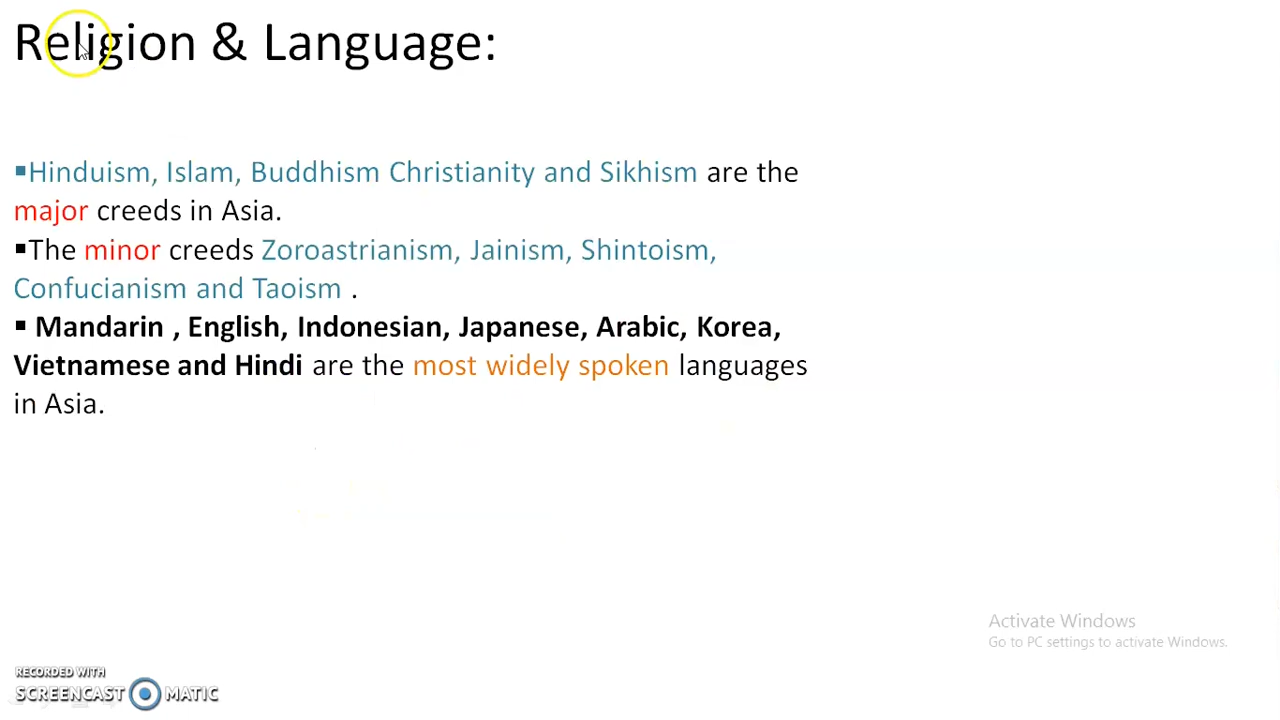 Religion & Language:
▪Hinduism, Islam, Buddhism Christianity and Sikhism are the
major creeds in Asia.
▪The minor creeds Zoroastrianism, Jainism, Shintoism,
Confucianism and Taoism .
▪ Mandarin , English, Indonesian, Japanese, Arabic, Korea,
Vietnamese and Hindi are the most widely spoken languages
in Asia.
Activate Windows
Go to PC settings to activate Windows.
RECORDED WITH
SCREENCAST MATIC